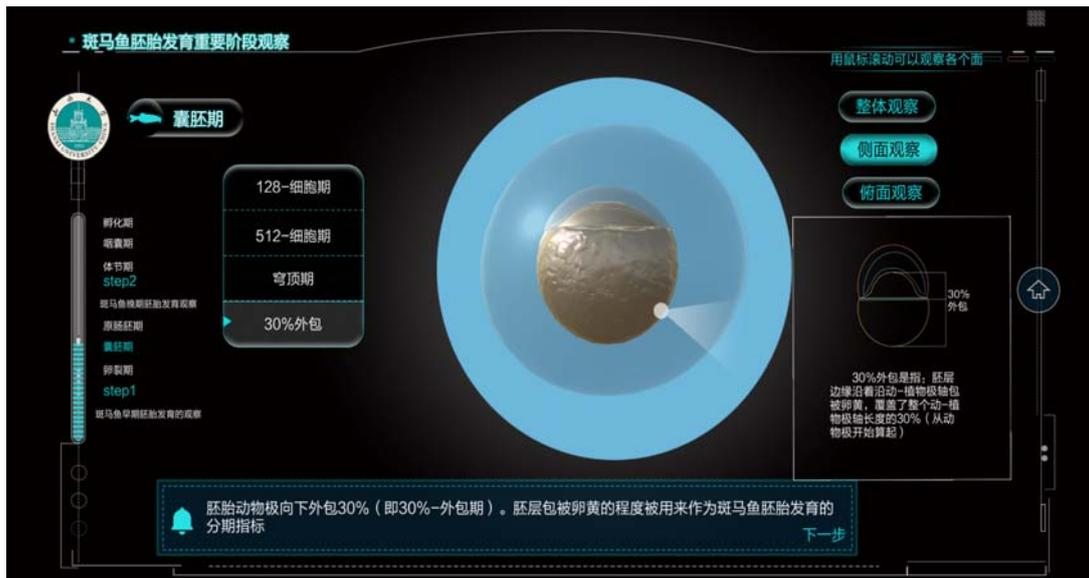 斑马鱼胚胎发育重要阶段观察
用鼠标滚动可以观察各个面
囊胚期
整体观察
侧面观察
俯面观察
128-细胞期
512-细胞期
穹顶期
30%外包
孵化期
咽囊期
体节期
step2
斑马鱼晚期胚胎发育观察
原肠胚期
囊胚期
卵裂期
step1
斑马鱼早期胚胎发育的观察
30%
外包
30%外包是指：胚层
边缘沿着沿动-植物极轴包
被卵黄，覆盖了整个动-植
物极轴长度的30%（从动
物极开始算起）
胚胎动物极向下外包30%（即30%-外包期）。胚层包被卵黄的程度被用来作为斑马鱼胚胎发育的
分期指标
下一步